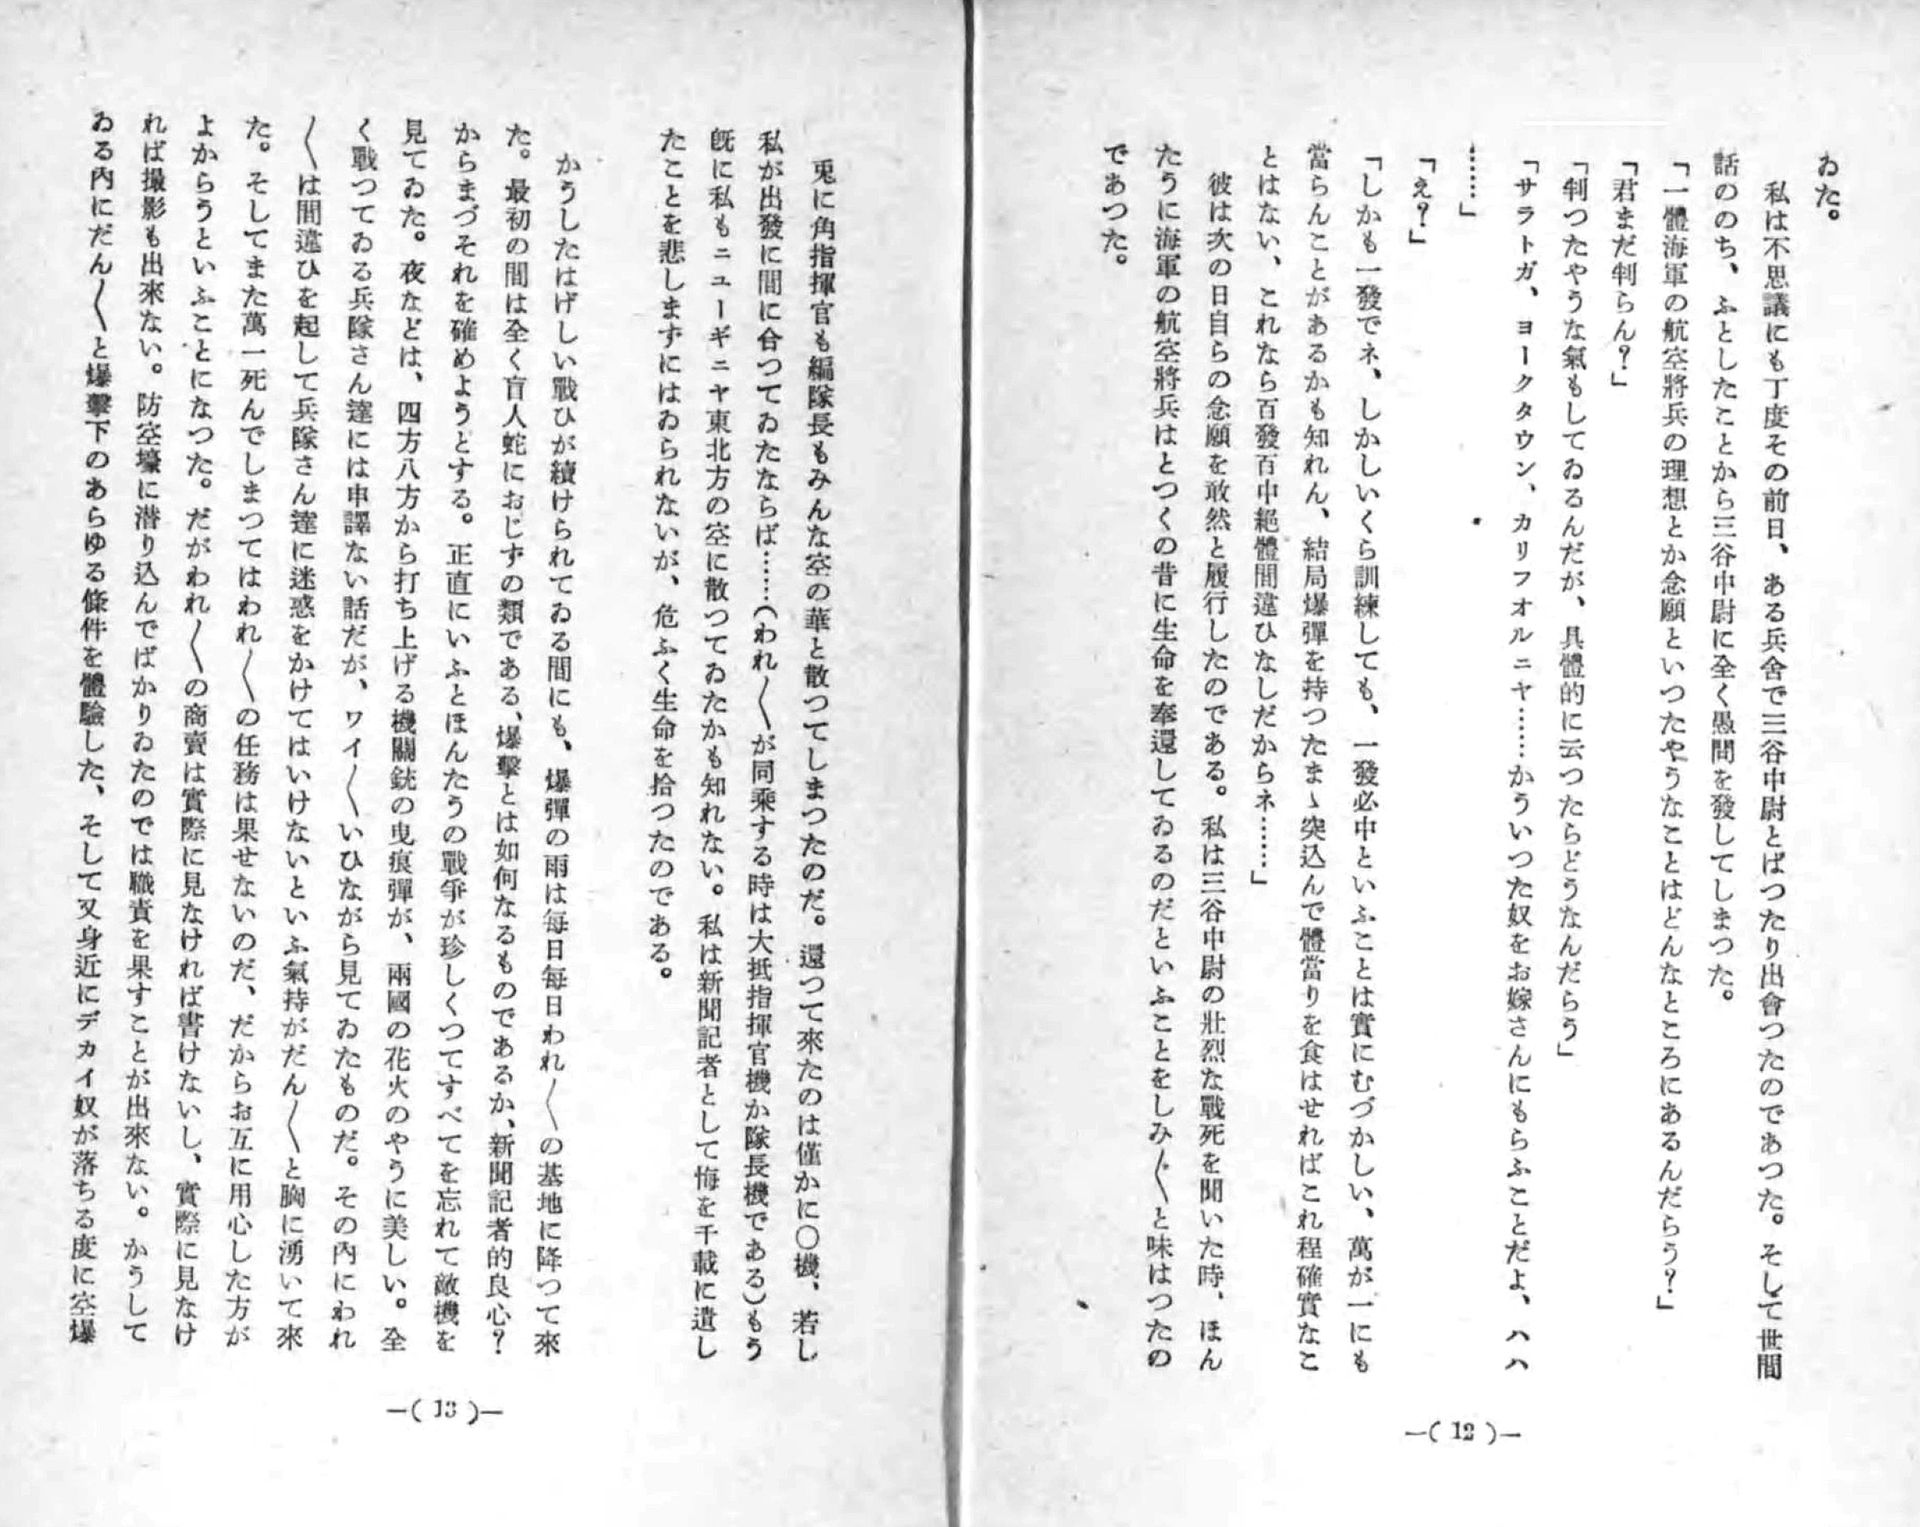 ゐた。
私は不思議にも丁度その前日、ある兵舍で三谷中尉とばつたり出會つたのであつた。そして世間
話ののち、ふとしたことから三谷中尉に全く愚問を發してしまつた。
「一體海軍の航空將兵の理想とか念願といつたやうなことはどんなところにあるんだらう？」
「君まだ判らん？」
「判つたやうな氣もしてゐるんだが、具體的に云つたらどうなんだらう」
「サラトガ、ヨークタウン、カリフオルニヤ……かういつた奴をお嫁さんにもらふことだよ、ハハ
……」
「え？」
「しかも一發でネ、しかしいくら訓練しても、一發必中といふことは實にむづかしい、萬が一にも
當らんことがあるかも知れん、結局爆彈を持つたまゝ突込んで體當りを食はせればこれ程確實なこ
とはない、これなら百發百中絕體間違ひなしだからネ……」
彼は次の日自らの念願を敢然と履行したのである。私は三谷中尉の壯烈な戰死を聞いた時、ほん
たうに海軍の航空將兵はとつくの昔に生命を奉還してゐるのだといふことをしみ〴〵と味はつたの
であつた。
—( 12 )—
兎に角指揮官も編隊長もみんな空の華と散つてしまつたのだ。還つて來たのは僅かに〇機、若し
私が出發に間に合つてゐたならば……（われ〳〵が同乘する時は大抵指揮官機か隊長機である）もう
旣に私もニューギニヤ東北方の空に散つてゐたかも知れない。私は新聞記者として悔を千載に遺し
たことを悲しまずにはゐられないが、危ふく生命を拾つたのである。
かうしたはげしい戰ひが續けられてゐる間にも、爆彈の雨は每日每日われ〳〵の基地に降つて來
た。最初の間は全く盲人蛇におじずの類である、爆擊とは如何なるものであるか、新聞記者的良心？
からまづそれを確めようとする。正直にいふとほんたうの戰爭が珍しくつてすべてを忘れて敵機を
見てゐた。夜などは、四方八方から打ち上げる機關銃の曳痕彈が、兩國の花火のやうに美しい。全
く戰つてゐる兵隊さん達には申譯ない話だが、ワイ〳〵いひながら見てゐたものだ。その內にわれ
〳〵は間違ひを起して兵隊さん達に迷惑をかけてはいけないといふ氣持がだん〳〵と胸に湧いて來
た。そしてまた萬一死んでしまつてはわれ〳〵の任務は果せないのだ、だからお互に用心した方が
よからうといふことになつた。だがわれ〳〵の商賣は實際に見なければ書けないし、實際に見なけ
れば撮影も出來ない。防空壕に潛り込んでばかりゐたのでは職責を果すことが出來ない。かうして
ゐる內にだん〳〵と爆擊下のあらゆる條件を體驗した、そして又身近にデカイ奴が落ちる度に空爆
—( 13 )—